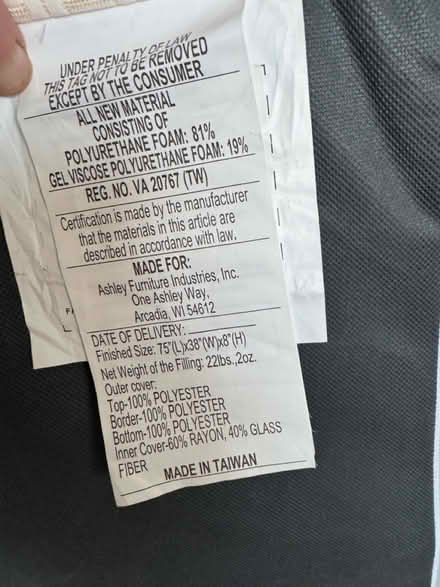 UNDER PENALTY OF LAW
THIS TAG NOT TO BE REMOVED
EXCEPT BY THE CONSUMER
ALL NEW MATERIAL
CONSISTING OF
POLYURETHANE FOAM: 81%
GEL VISCOSE POLYURETHANE FOAM: 19%
REG. NO. VA 20767 (TW)
Certification is made by the manufacturer
that the materials in this article are
described in accordance with law.
MADE FOR:
Ashley Furniture Industries, Inc.
One Ashley Way,
Arcadia, WI 54612
DATE OF DELIVERY:
Finished Size: 75"(L)x38"(W)x8"(H)
Net Weight of the Filling: 22lbs.,2oz.
Outer cover:
Top-100% POLYESTER
Border-100% POLYESTER
Bottom-100% POLYESTER
Inner Cover-60% RAYON, 40% GLASS
FIBER
MADE IN TAIWAN